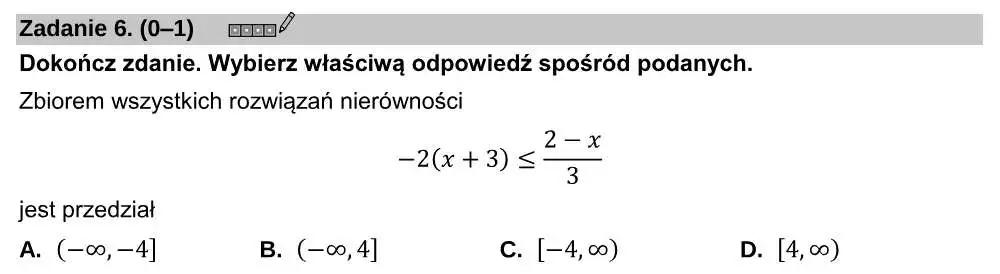 Zadanie 6. (0–1)
Dokończ zdanie. Wybierz właściwą odpowiedź spośród podanych.
Zbiorem wszystkich rozwiązań nierówności
−2(x + 3) ≤ \frac{2 − x}{3}
jest przedział
A. (−∞, −4] B. (−∞, 4] C. [−4, ∞) D. [4, ∞)